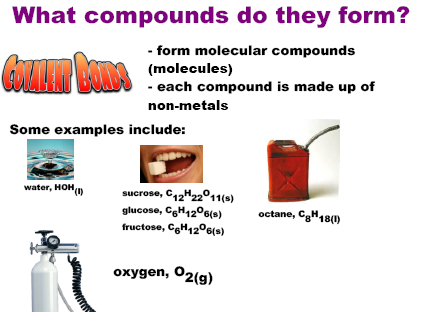 What compounds do they form?
COVALENT BONDS
- form molecular compounds
(molecules)
- each compound is made up of
non-metals
Some examples include:
water, HOH(l)
sucrose, C12H22O11(s)
glucose, C6H12O6(s)
fructose, C6H12O6(s)
octane, C8H18(l)
oxygen, O2(g)